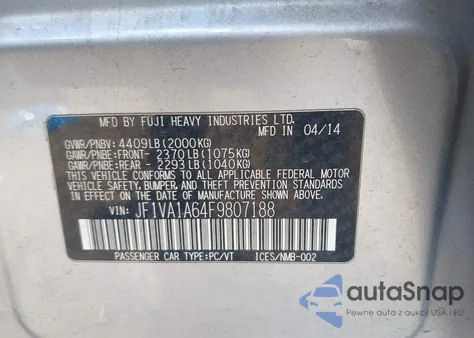 MFD BY FUJI HEAVY INDUSTRIES LTD.
MFD IN 04/14
GVWR/PNBV: 4409LB (2000KG)
GAWR/PNBE:FRONT- 2370LB (1075KG)
GAWR/PNBE:REAR - 2293LB (1040KG)
THIS VEHICLE CONFORMS TO ALL APPLICABLE FEDERAL MOTOR
VEHICLE SAFETY, BUMPER, AND THEFT PREVENTION STANDARDS
IN EFFECT ON THE DATE OF MANUFACTURE SHOWN ABOVE.
VIN: JF1VA1A64F9807188
PASSENGER CAR TYPE:PC/VT ICES/NMB-002
autoSnap
Pewne auta z aukcji USA i EU